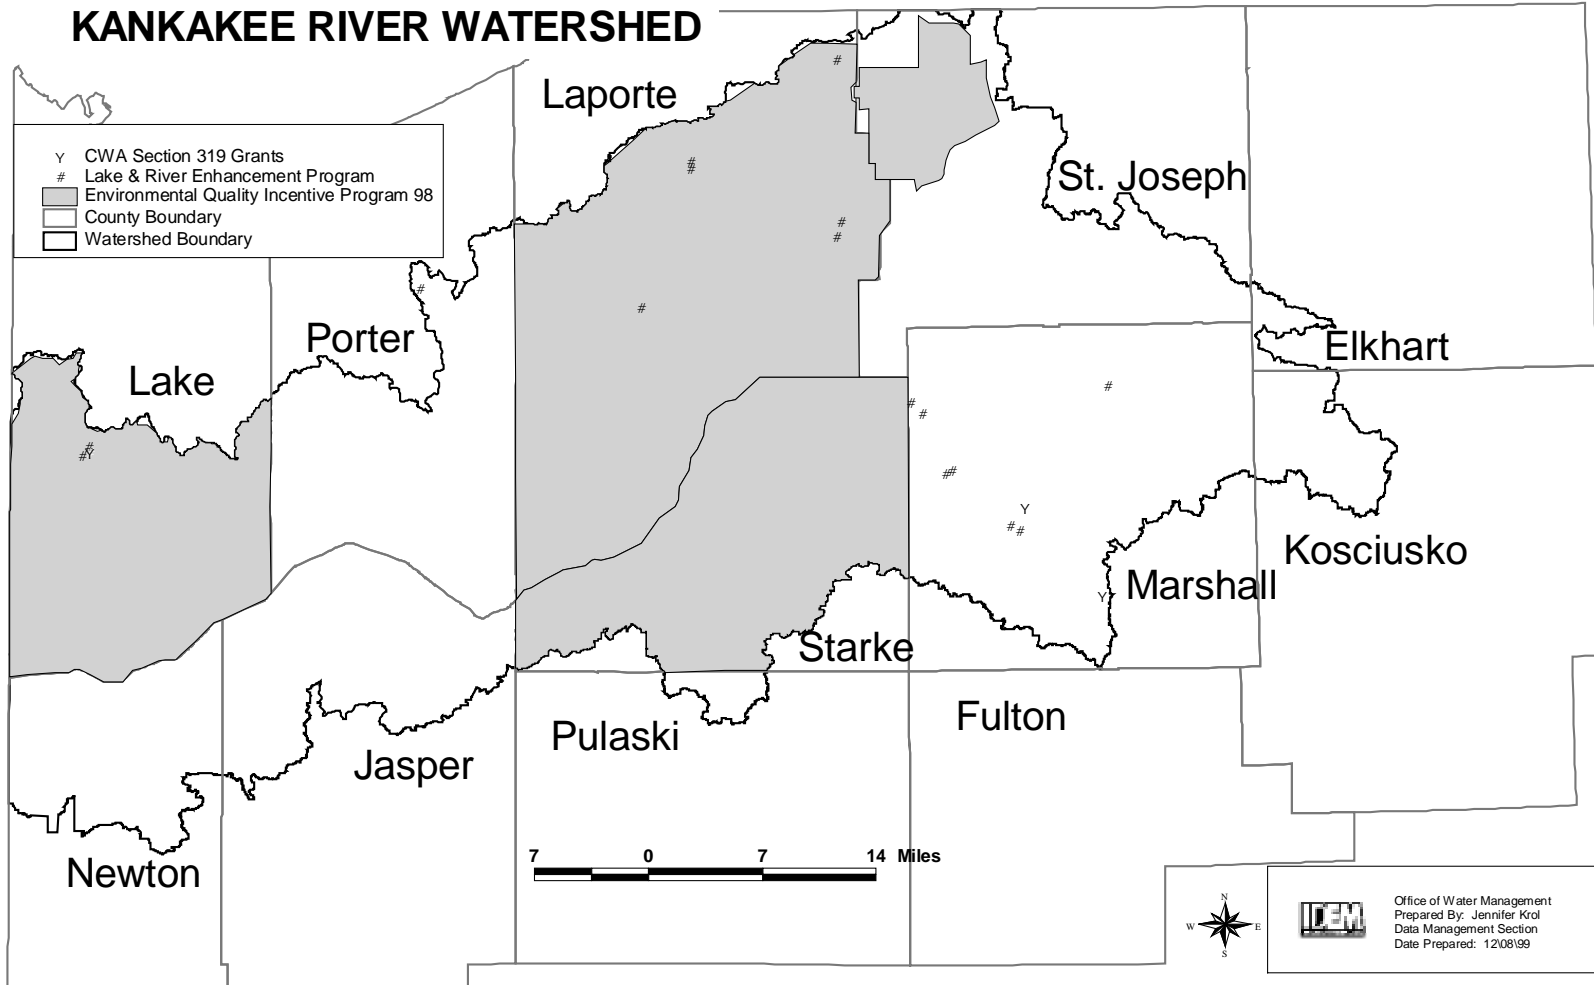 KANKAKEE RIVER WATERSHED
Laporte
Y CWA Section 319 Grants
# Lake & River Enhancement Program
Environmental Quality Incentive Program 98
County Boundary
Watershed Boundary
St. Joseph
Porter
Elkhart
Lake
Kosciusko
Marshall
Starke
Fulton
Pulaski
Jasper
Newton
7 0 7 14 Miles
N
W E
S
IDEM
Office of Water Management
Prepared By: Jennifer Krol
Data Management Section
Date Prepared: 12\08\99